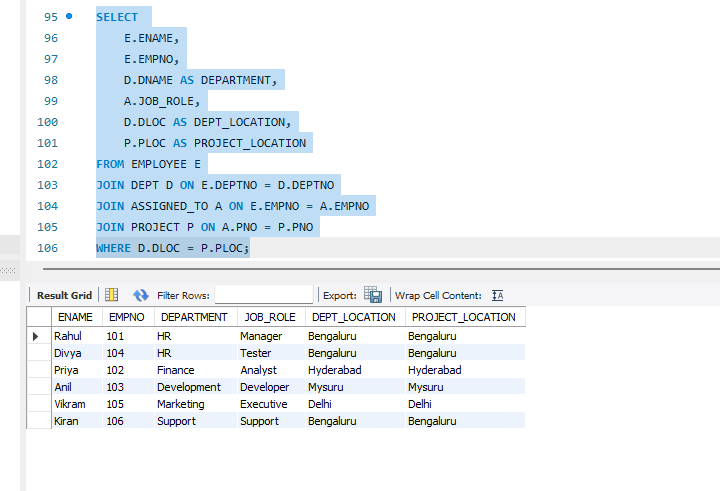 95 SELECT
96 E.ENAME,
97 E.EMPNO,
98 D.DNAME AS DEPARTMENT,
99 A.JOB_ROLE,
100 D.DLOC AS DEPT_LOCATION,
101 P.PLOC AS PROJECT_LOCATION
102 FROM EMPLOYEE E
103 JOIN DEPT D ON E.DEPTNO = D.DEPTNO
104 JOIN ASSIGNED_TO A ON E.EMPNO = A.EMPNO
105 JOIN PROJECT P ON A.PNO = P.PNO
106 WHERE D.DLOC = P.PLOC;
Result Grid Filter Rows: Export: Wrap Cell Content: IA
ENAME EMPNO DEPARTMENT JOB_ROLE DEPT_LOCATION PROJECT_LOCATION
Rahul 101 HR Manager Bengaluru Bengaluru
Divya 104 HR Tester Bengaluru Bengaluru
Priya 102 Finance Analyst Hyderabad Hyderabad
Anil 103 Development Developer Mysuru Mysuru
Vikram 105 Marketing Executive Delhi Delhi
Kiran 106 Support Support Bengaluru Bengaluru